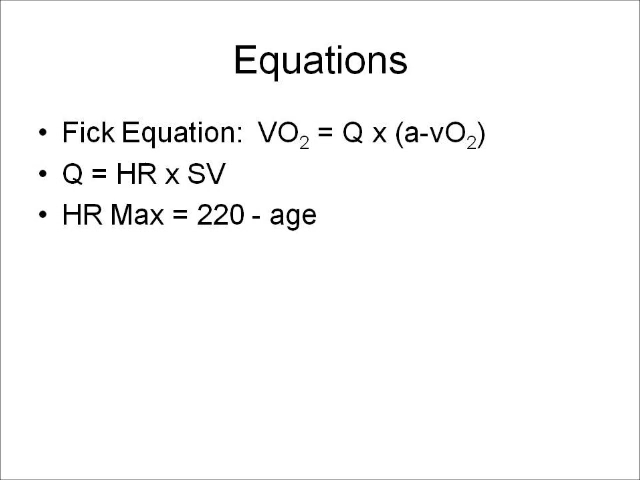 Equations
• Fick Equation:  VO₂ = Q x (a-vO₂)
• Q = HR x SV
• HR Max = 220 - age